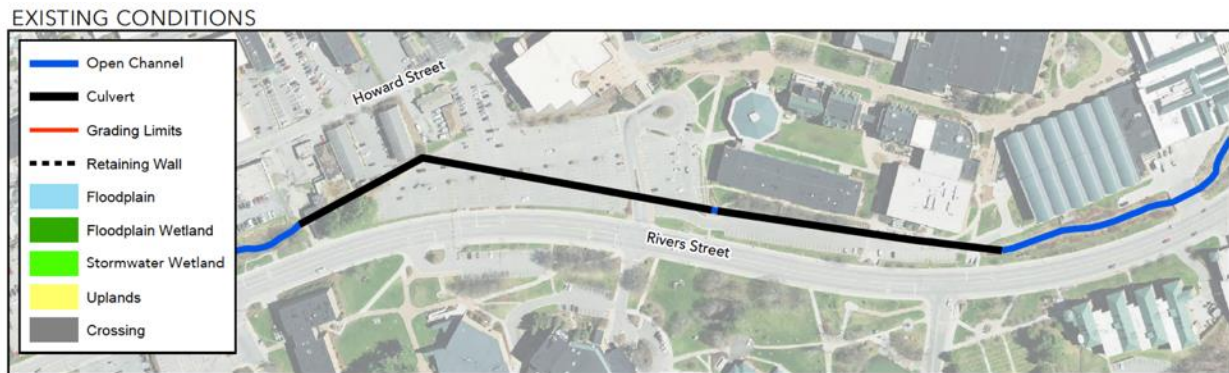 EXISTING CONDITIONS
Open Channel
Culvert
Grading Limits
Retaining Wall
Floodplain
Floodplain Wetland
Stormwater Wetland
Uplands
Crossing
Howard Street
Rivers Street